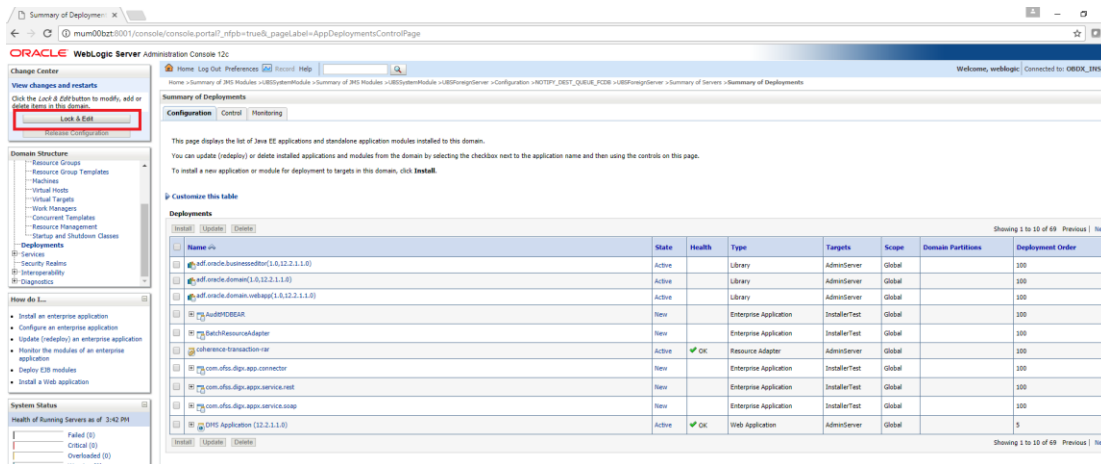 Summary of Deploymen
mum00bzt:8001/console/console.portal?_nfpb=true&_pageLabel=AppDeploymentsControlPage
ORACLE WebLogic Server Administration Console 12c
Change Center
View changes and restarts
Click the Lock & Edit button to modify, add or
delete items in this domain.
Lock & Edit
Release Configuration
Domain Structure
Resource Groups
Resource Group Templates
Machines
Virtual Hosts
Virtual Targets
Work Managers
Concurrent Templates
Resource Management
Startup and Shutdown Classes
Deployments
Services
Security Realms
Interoperability
Diagnostics
How do I...
Install an enterprise application
Configure an enterprise application
Update (redeploy) an enterprise application
Monitor the modules of an enterprise
application
Deploy EJB modules
Install a Web application
System Status
Health of Running Servers as of 3:42 PM
Failed (0)
Critical (0)
Overloaded (0)
Home Log Out Preferences Record Help
Welcome, weblogic Connected to: OBDX_INS
Home >Summary of JMS Modules >UBSSystemModule >Summary of JMS Modules >UBSSystemModule >UBSForeignServer >Configuration >NOTIFY_DEST_QUEUE_FCDB >UBSForeignServer >Summary of Servers >Summary of Deployments
Summary of Deployments
Configuration Control Monitoring
This page displays the list of Java EE applications and standalone application modules installed to this domain.
You can update (redeploy) or delete installed applications and modules from the domain by selecting the checkbox next to the application name and then using the controls on this page.
To install a new application or module for deployment to targets in this domain, click Install.
Customize this table
Deployments
Install Update Delete Showing 1 to 10 of 69 Previous Ne
Name State Health Type Targets Scope Domain Partitions Deployment Order
adf.oracle.businesseditor(1.0,12.2.1.1.0) Active Library AdminServer Global 100
adf.oracle.domain(1.0,12.2.1.1.0) Active Library AdminServer Global 100
adf.oracle.domain.webapp(1.0,12.2.1.1.0) Active Library AdminServer Global 100
AuditMDBEAR New Enterprise Application InstallerTest Global 100
BatchResourceAdapter New Enterprise Application InstallerTest Global 100
coherence-transaction-rar Active OK Resource Adapter AdminServer Global 100
com.ofss.digx.app.connector New Enterprise Application InstallerTest Global 100
com.ofss.digx.appx.service.rest New Enterprise Application InstallerTest Global 100
com.ofss.digx.appx.service.soap New Enterprise Application InstallerTest Global 100
DMS Application (12.2.1.1.0) Active OK Web Application AdminServer Global 5
Install Update Delete Showing 1 to 10 of 69 Previous Ne